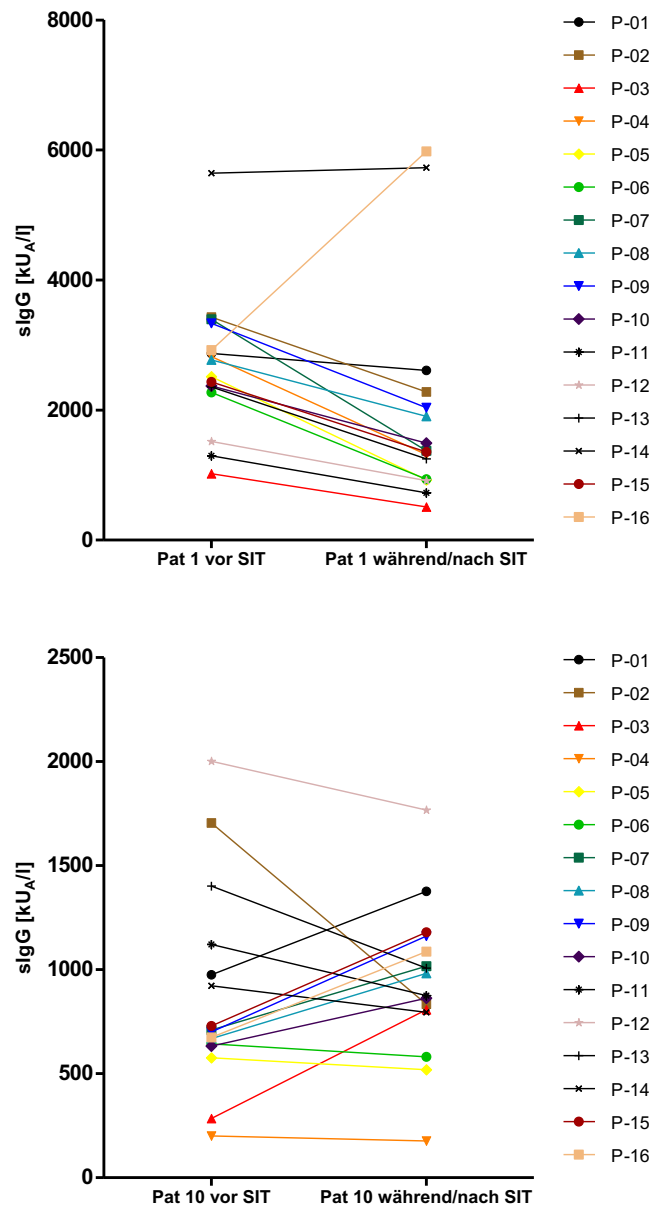 8000
6000
4000
2000
0
sIgG [kU_A/l]
Pat 1 vor SIT
Pat 1 während/nach SIT
P-01
P-02
P-03
P-04
P-05
P-06
P-07
P-08
P-09
P-10
P-11
P-12
P-13
P-14
P-15
P-16
2500
2000
1500
1000
500
0
sIgG [kU_A/l]
Pat 10 vor SIT
Pat 10 während/nach SIT
P-01
P-02
P-03
P-04
P-05
P-06
P-07
P-08
P-09
P-10
P-11
P-12
P-13
P-14
P-15
P-16